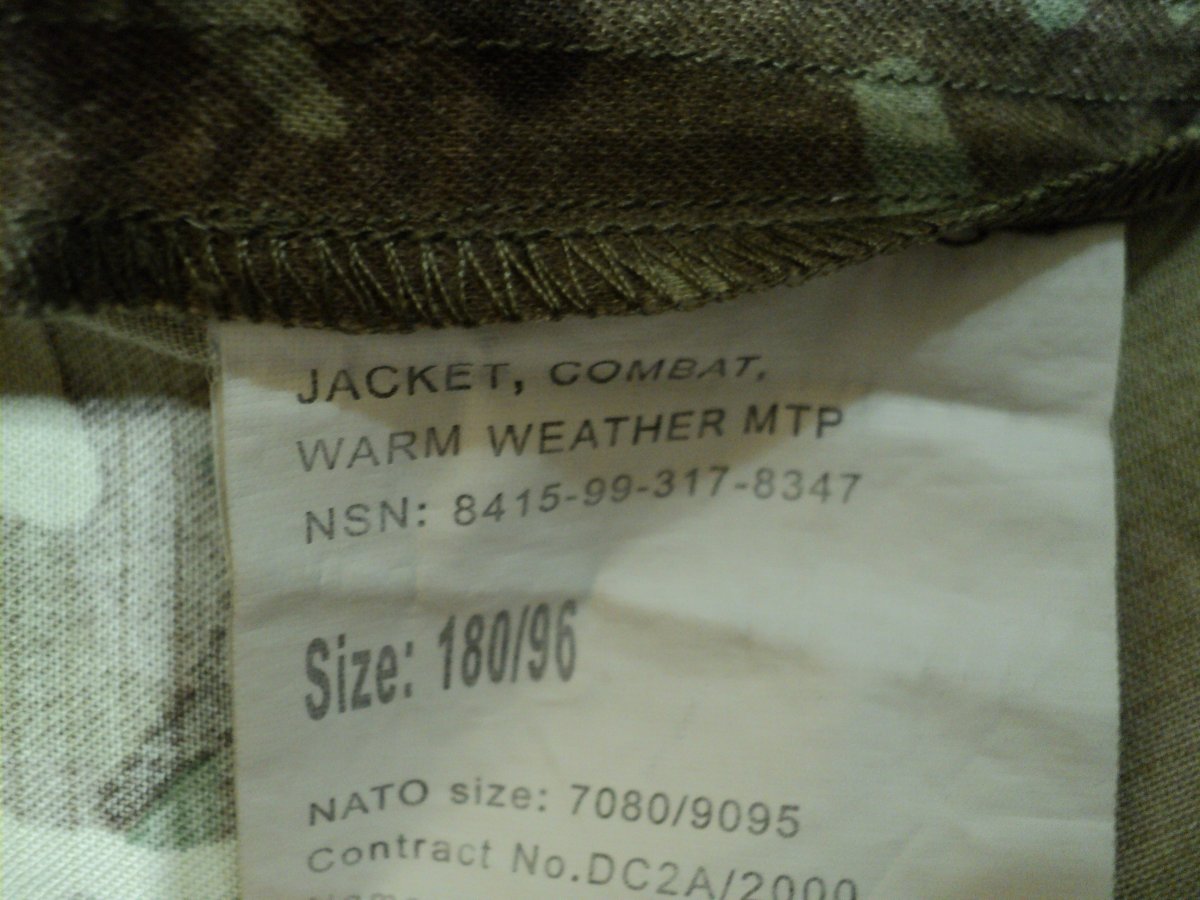 JACKET, COMBAT,
WARM WEATHER MTP
NSN: 8415-99-317-8347
Size: 180/96
NATO size: 7080/9095
Contract No.DC2A/2000